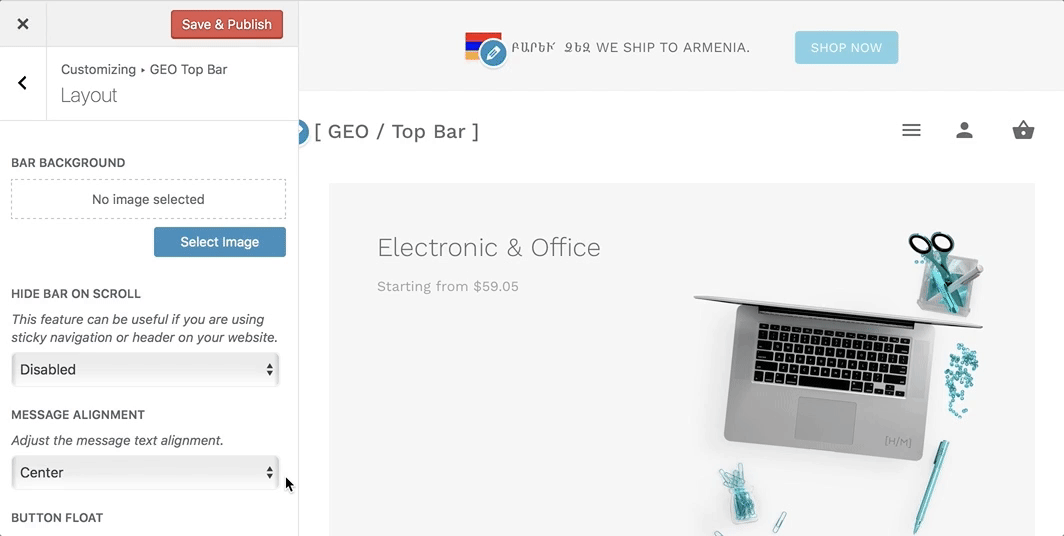 Save & Publish
Customizing ▸ GEO Top Bar
Layout
BAR BACKGROUND
No image selected
Select Image
HIDE BAR ON SCROLL
This feature can be useful if you are using
sticky navigation or header on your website.
Disabled
MESSAGE ALIGNMENT
Adjust the message text alignment.
Center
BUTTON FLOAT
ԲԱՐԵՒ ՁԵԶ WE SHIP TO ARMENIA.
SHOP NOW
[ GEO / Top Bar ]
Electronic & Office
Starting from $59.05
[H/M]